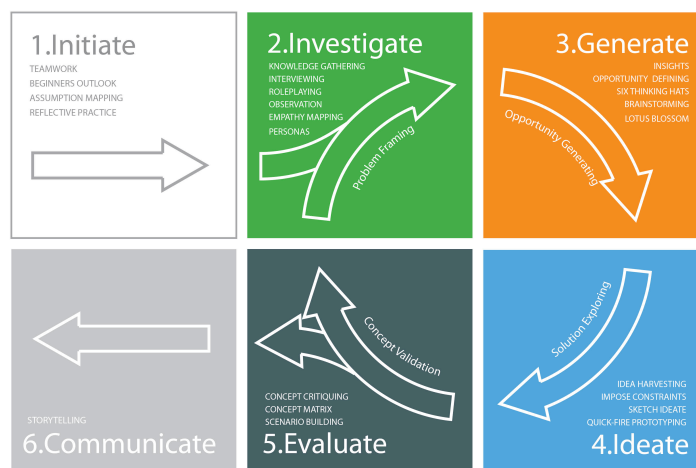 1.Initiate
TEAMWORK
BEGINNERS OUTLOOK
ASSUMPTION MAPPING
REFLECTIVE PRACTICE
2.Investigate
KNOWLEDGE GATHERING
INTERVIEWING
ROLEPLAYING
OBSERVATION
EMPATHY MAPPING
PERSONAS
Problem Framing
3.Generate
INSIGHTS
OPPORTUNITY DEFINING
SIX THINKING HATS
BRAINSTORMING
LOTUS BLOSSOM
Opportunity Generating
Solution Exploring
IDEA HARVESTING
IMPOSE CONSTRAINTS
SKETCH IDEATE
QUICK-FIRE PROTOTYPING
4.Ideate
Concept Validation
CONCEPT CRITIQUING
CONCEPT MATRIX
SCENARIO BUILDING
5.Evaluate
STORYTELLING
6.Communicate